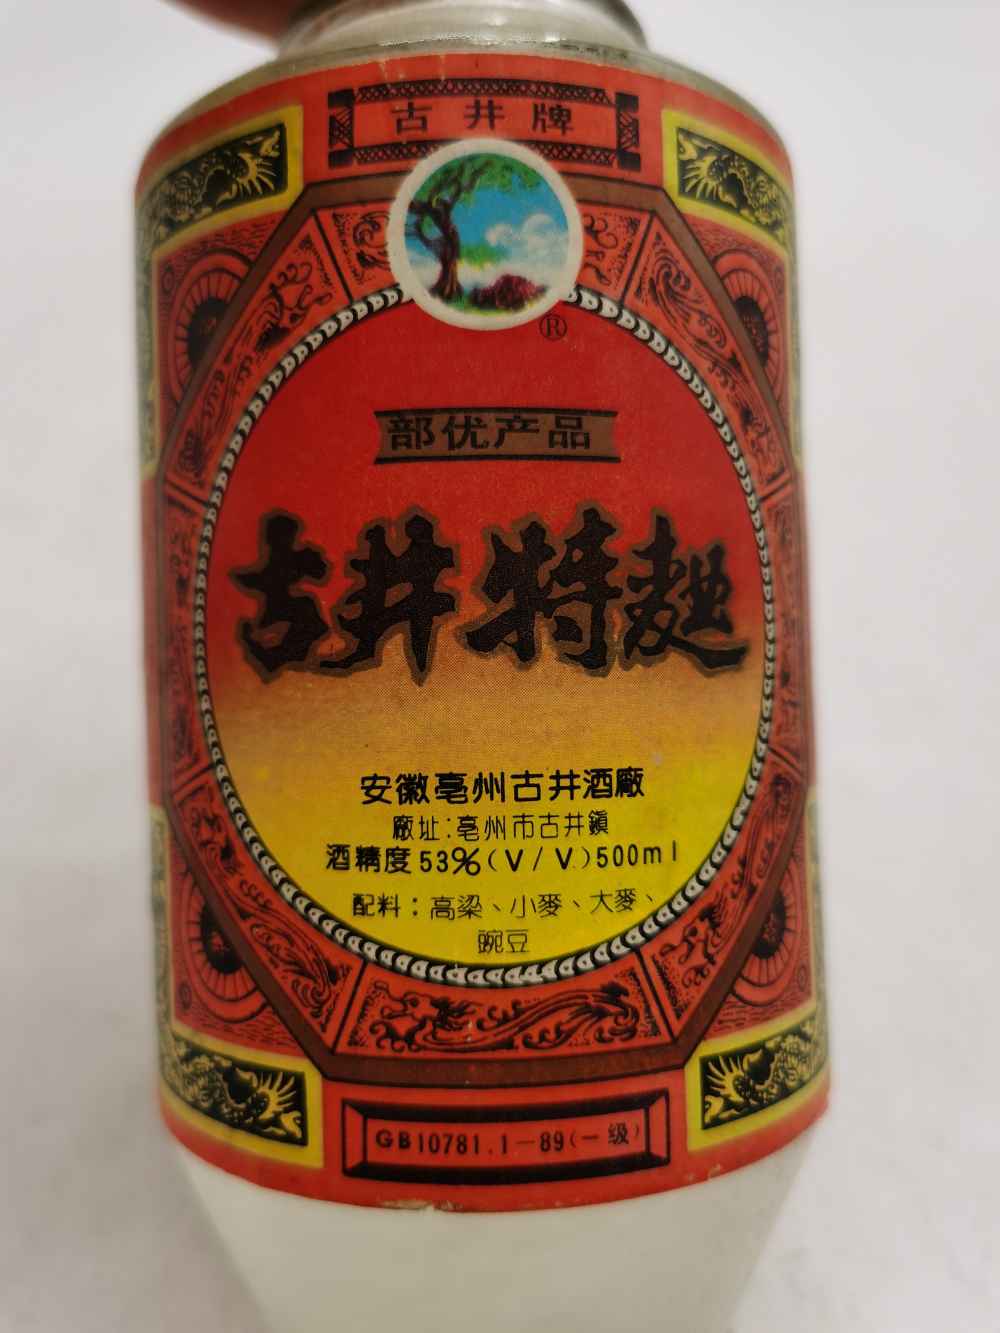 古井牌
®
部优产品
古井特麯
安徽亳州古井酒廠
廠址:亳州市古井鎮
酒精度53%(V/V)500ml
配料：高粱、小麥、大麥、
豌豆
GB10781.1-89(一级)